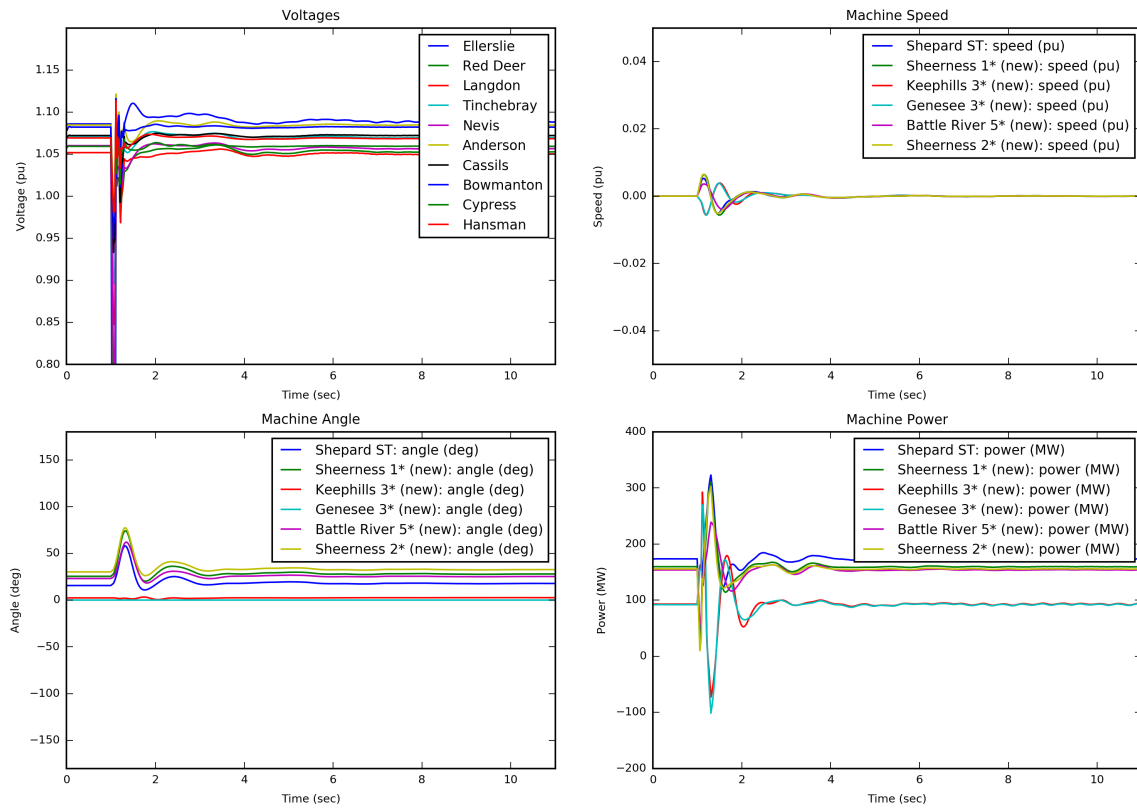 Voltages
1.15
1.10
1.05
1.00
0.95
0.90
0.85
0.80
Voltage (pu)
0
2
4
6
8
10
Time (sec)
Ellerslie
Red Deer
Langdon
Tinchebray
Nevis
Anderson
Cassils
Bowmanton
Cypress
Hansman
Machine Speed
0.04
0.02
0.00
−0.02
−0.04
Speed (pu)
0
2
4
6
8
10
Time (sec)
Shepard ST: speed (pu)
Sheerness 1* (new): speed (pu)
Keephills 3* (new): speed (pu)
Genesee 3* (new): speed (pu)
Battle River 5* (new): speed (pu)
Sheerness 2* (new): speed (pu)
Machine Angle
150
100
50
0
−50
−100
−150
Angle (deg)
0
2
4
6
8
10
Time (sec)
Shepard ST: angle (deg)
Sheerness 1* (new): angle (deg)
Keephills 3* (new): angle (deg)
Genesee 3* (new): angle (deg)
Battle River 5* (new): angle (deg)
Sheerness 2* (new): angle (deg)
Machine Power
400
300
200
100
0
−100
−200
Power (MW)
0
2
4
6
8
10
Time (sec)
Shepard ST: power (MW)
Sheerness 1* (new): power (MW)
Keephills 3* (new): power (MW)
Genesee 3* (new): power (MW)
Battle River 5* (new): power (MW)
Sheerness 2* (new): power (MW)